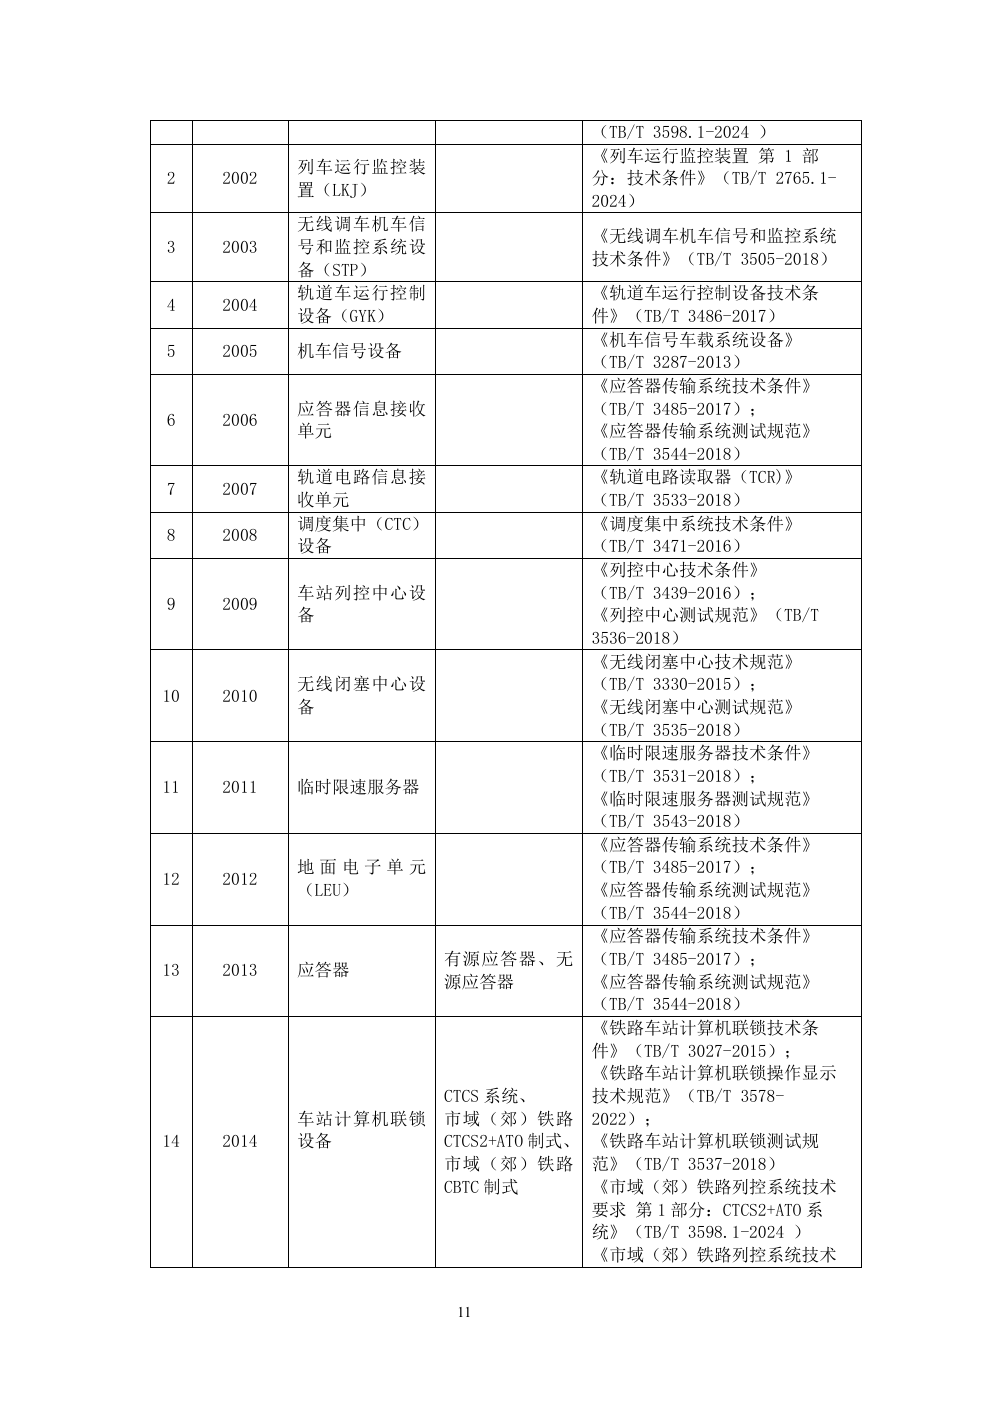 （TB/T 3598.1-2024 ）
2
2002
列车运行监控装
置（LKJ）
《列车运行监控装置 第 1 部
分：技术条件》（TB/T 2765.1-
2024）
3
2003
无线调车机车信
号和监控系统设
备（STP）
《无线调车机车信号和监控系统
技术条件》（TB/T 3505-2018）
4
2004
轨道车运行控制
设备（GYK）
《轨道车运行控制设备技术条
件》（TB/T 3486-2017）
5
2005
机车信号设备
《机车信号车载系统设备》
（TB/T 3287-2013）
6
2006
应答器信息接收
单元
《应答器传输系统技术条件》
（TB/T 3485-2017）；
《应答器传输系统测试规范》
（TB/T 3544-2018）
7
2007
轨道电路信息接
收单元
《轨道电路读取器（TCR)》
（TB/T 3533-2018）
8
2008
调度集中（CTC）
设备
《调度集中系统技术条件》
（TB/T 3471-2016）
9
2009
车站列控中心设
备
《列控中心技术条件》
（TB/T 3439-2016）；
《列控中心测试规范》（TB/T
3536-2018）
10
2010
无线闭塞中心设
备
《无线闭塞中心技术规范》
（TB/T 3330-2015）；
《无线闭塞中心测试规范》
（TB/T 3535-2018）
11
2011
临时限速服务器
《临时限速服务器技术条件》
（TB/T 3531-2018）；
《临时限速服务器测试规范》
（TB/T 3543-2018）
12
2012
地面电子单元
（LEU）
《应答器传输系统技术条件》
（TB/T 3485-2017）；
《应答器传输系统测试规范》
（TB/T 3544-2018）
13
2013
应答器
有源应答器、无
源应答器
《应答器传输系统技术条件》
（TB/T 3485-2017）；
《应答器传输系统测试规范》
（TB/T 3544-2018）
14
2014
车站计算机联锁
设备
CTCS 系统、
市域（郊）铁路
CTCS2+ATO 制式、
市域（郊）铁路
CBTC 制式
《铁路车站计算机联锁技术条
件》（TB/T 3027-2015）；
《铁路车站计算机联锁操作显示
技术规范》（TB/T 3578-
2022）；
《铁路车站计算机联锁测试规
范》（TB/T 3537-2018）
《市域（郊）铁路列控系统技术
要求 第 1 部分：CTCS2+ATO 系
统》（TB/T 3598.1-2024 ）
《市域（郊）铁路列控系统技术
11